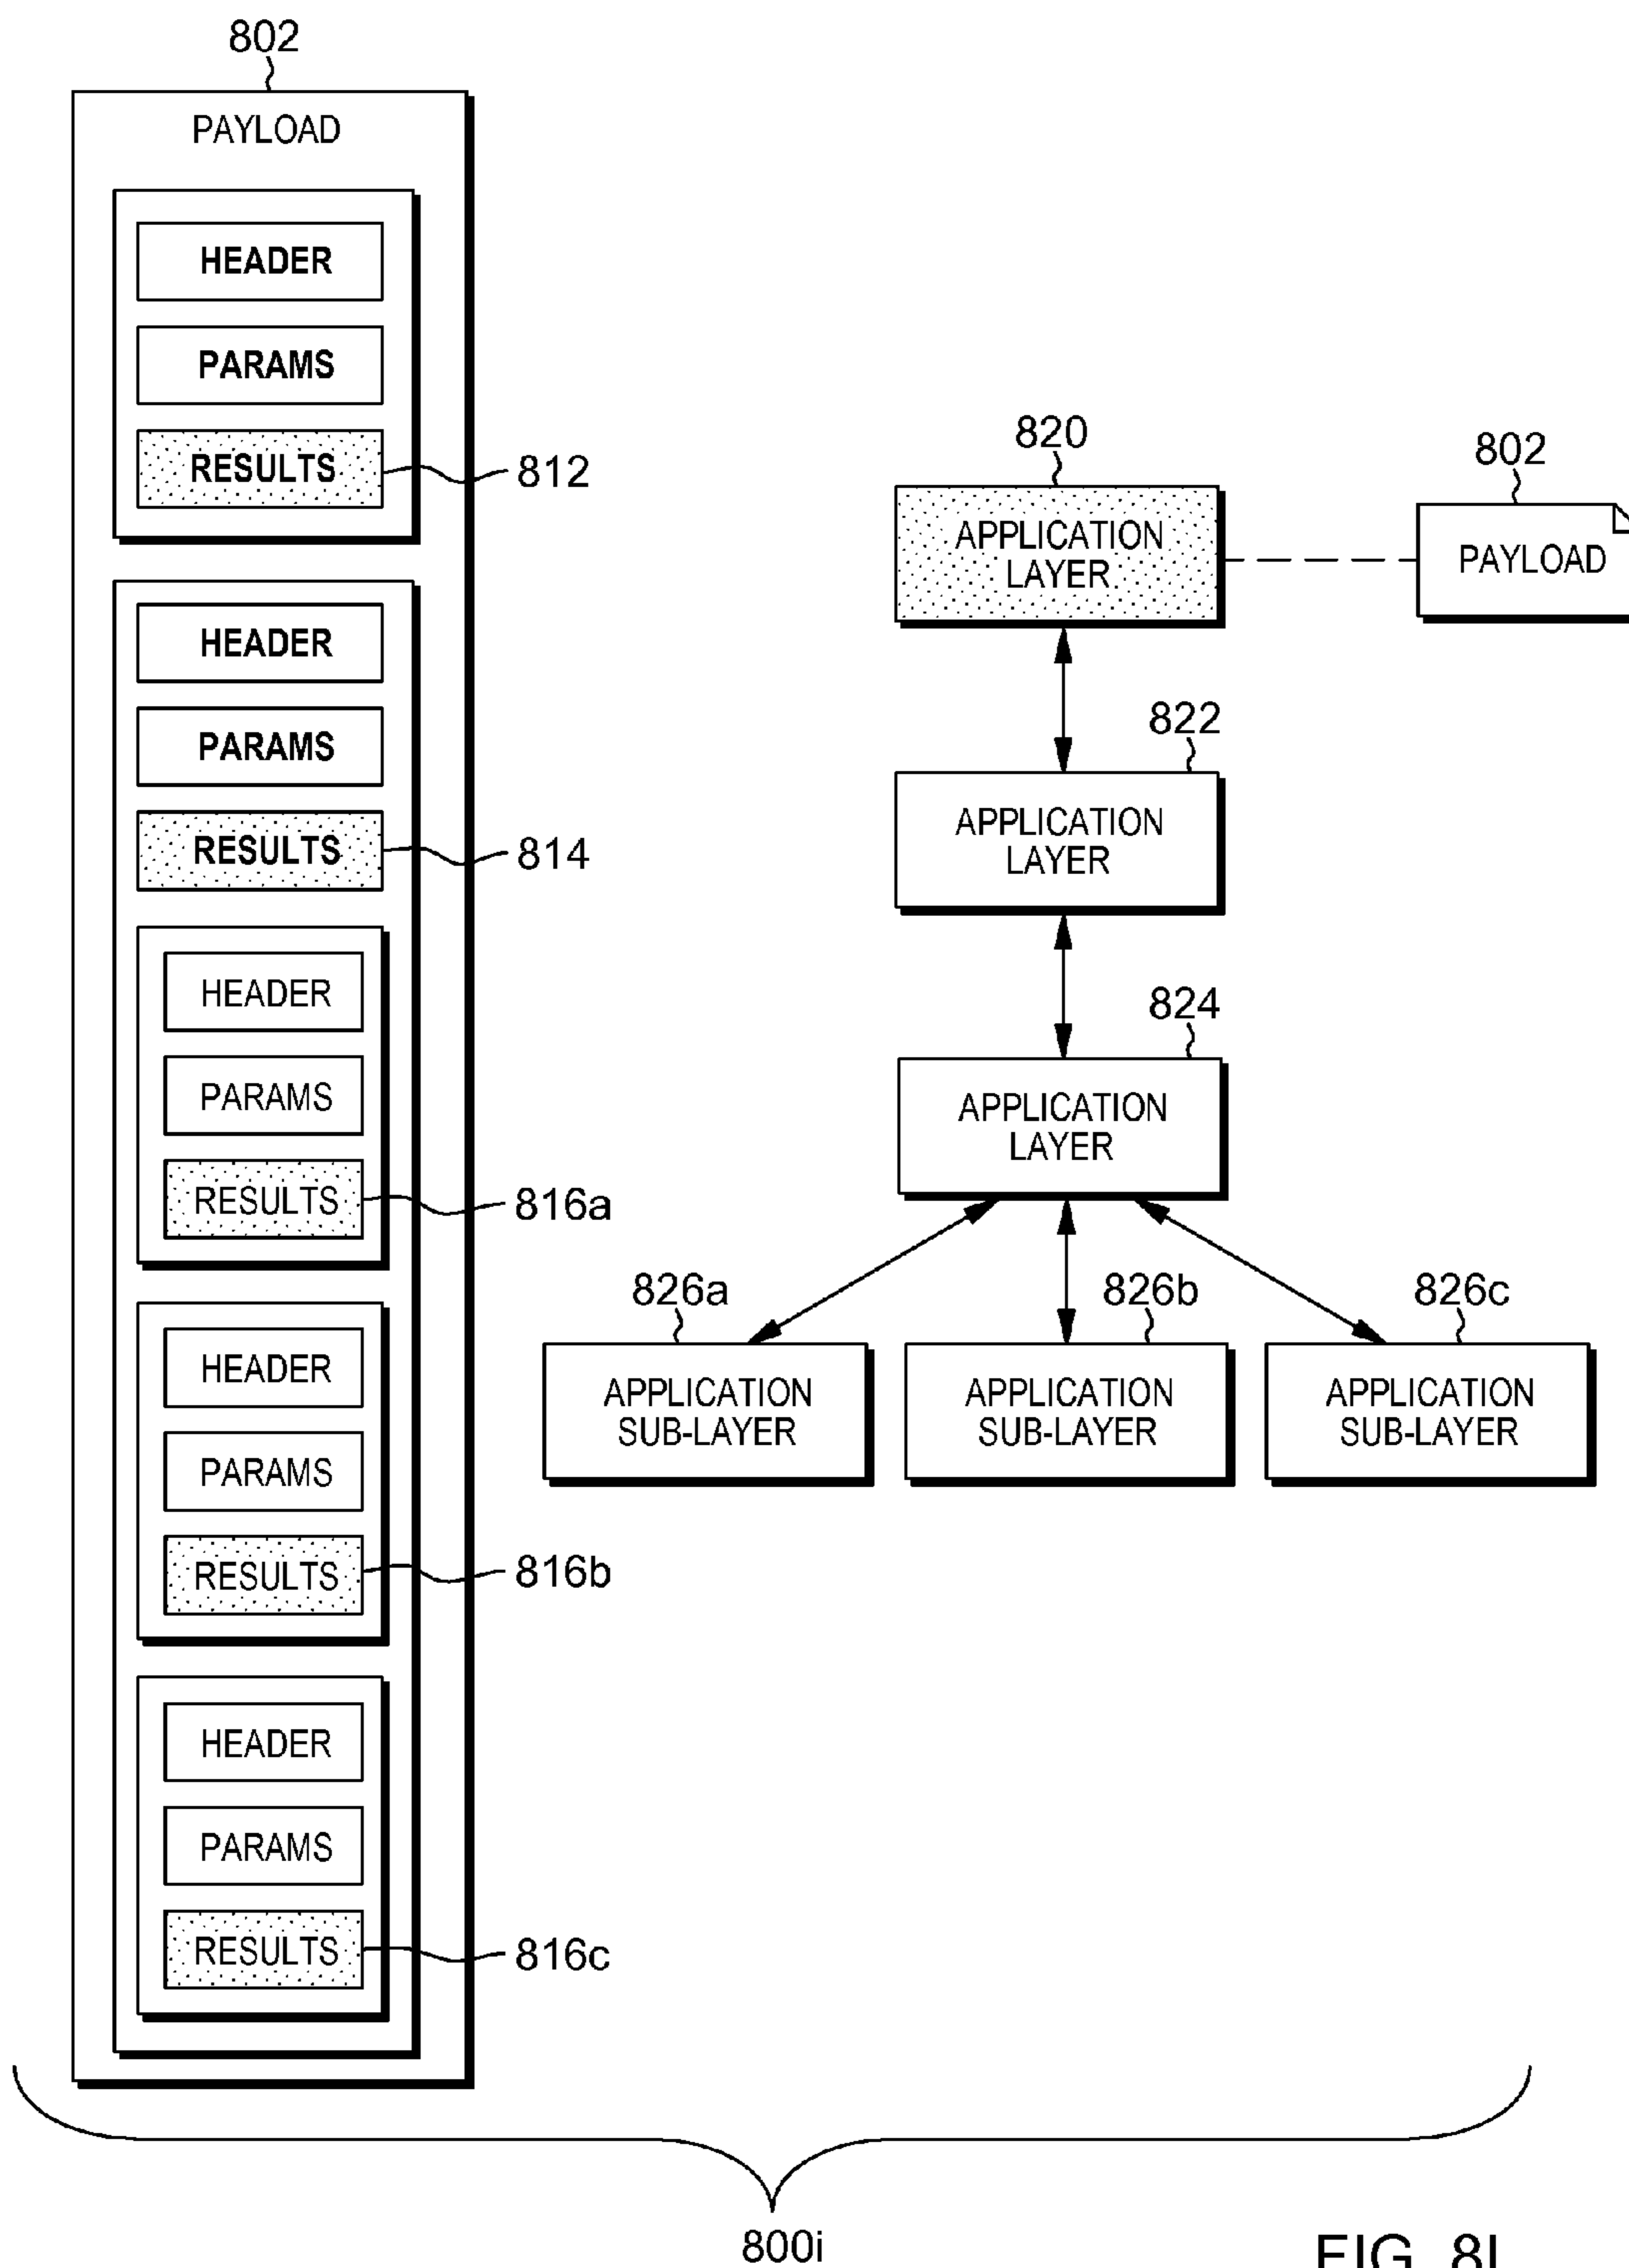 802
PAYLOAD
HEADER
PARAMS
RESULTS
812
HEADER
PARAMS
RESULTS
814
HEADER
PARAMS
RESULTS
816a
HEADER
PARAMS
RESULTS
816b
HEADER
PARAMS
RESULTS
816c
820
APPLICATION
LAYER
802
PAYLOAD
822
APPLICATION
LAYER
824
APPLICATION
LAYER
826a
APPLICATION
SUB-LAYER
826b
APPLICATION
SUB-LAYER
826c
APPLICATION
SUB-LAYER
800i
FIG. 8I